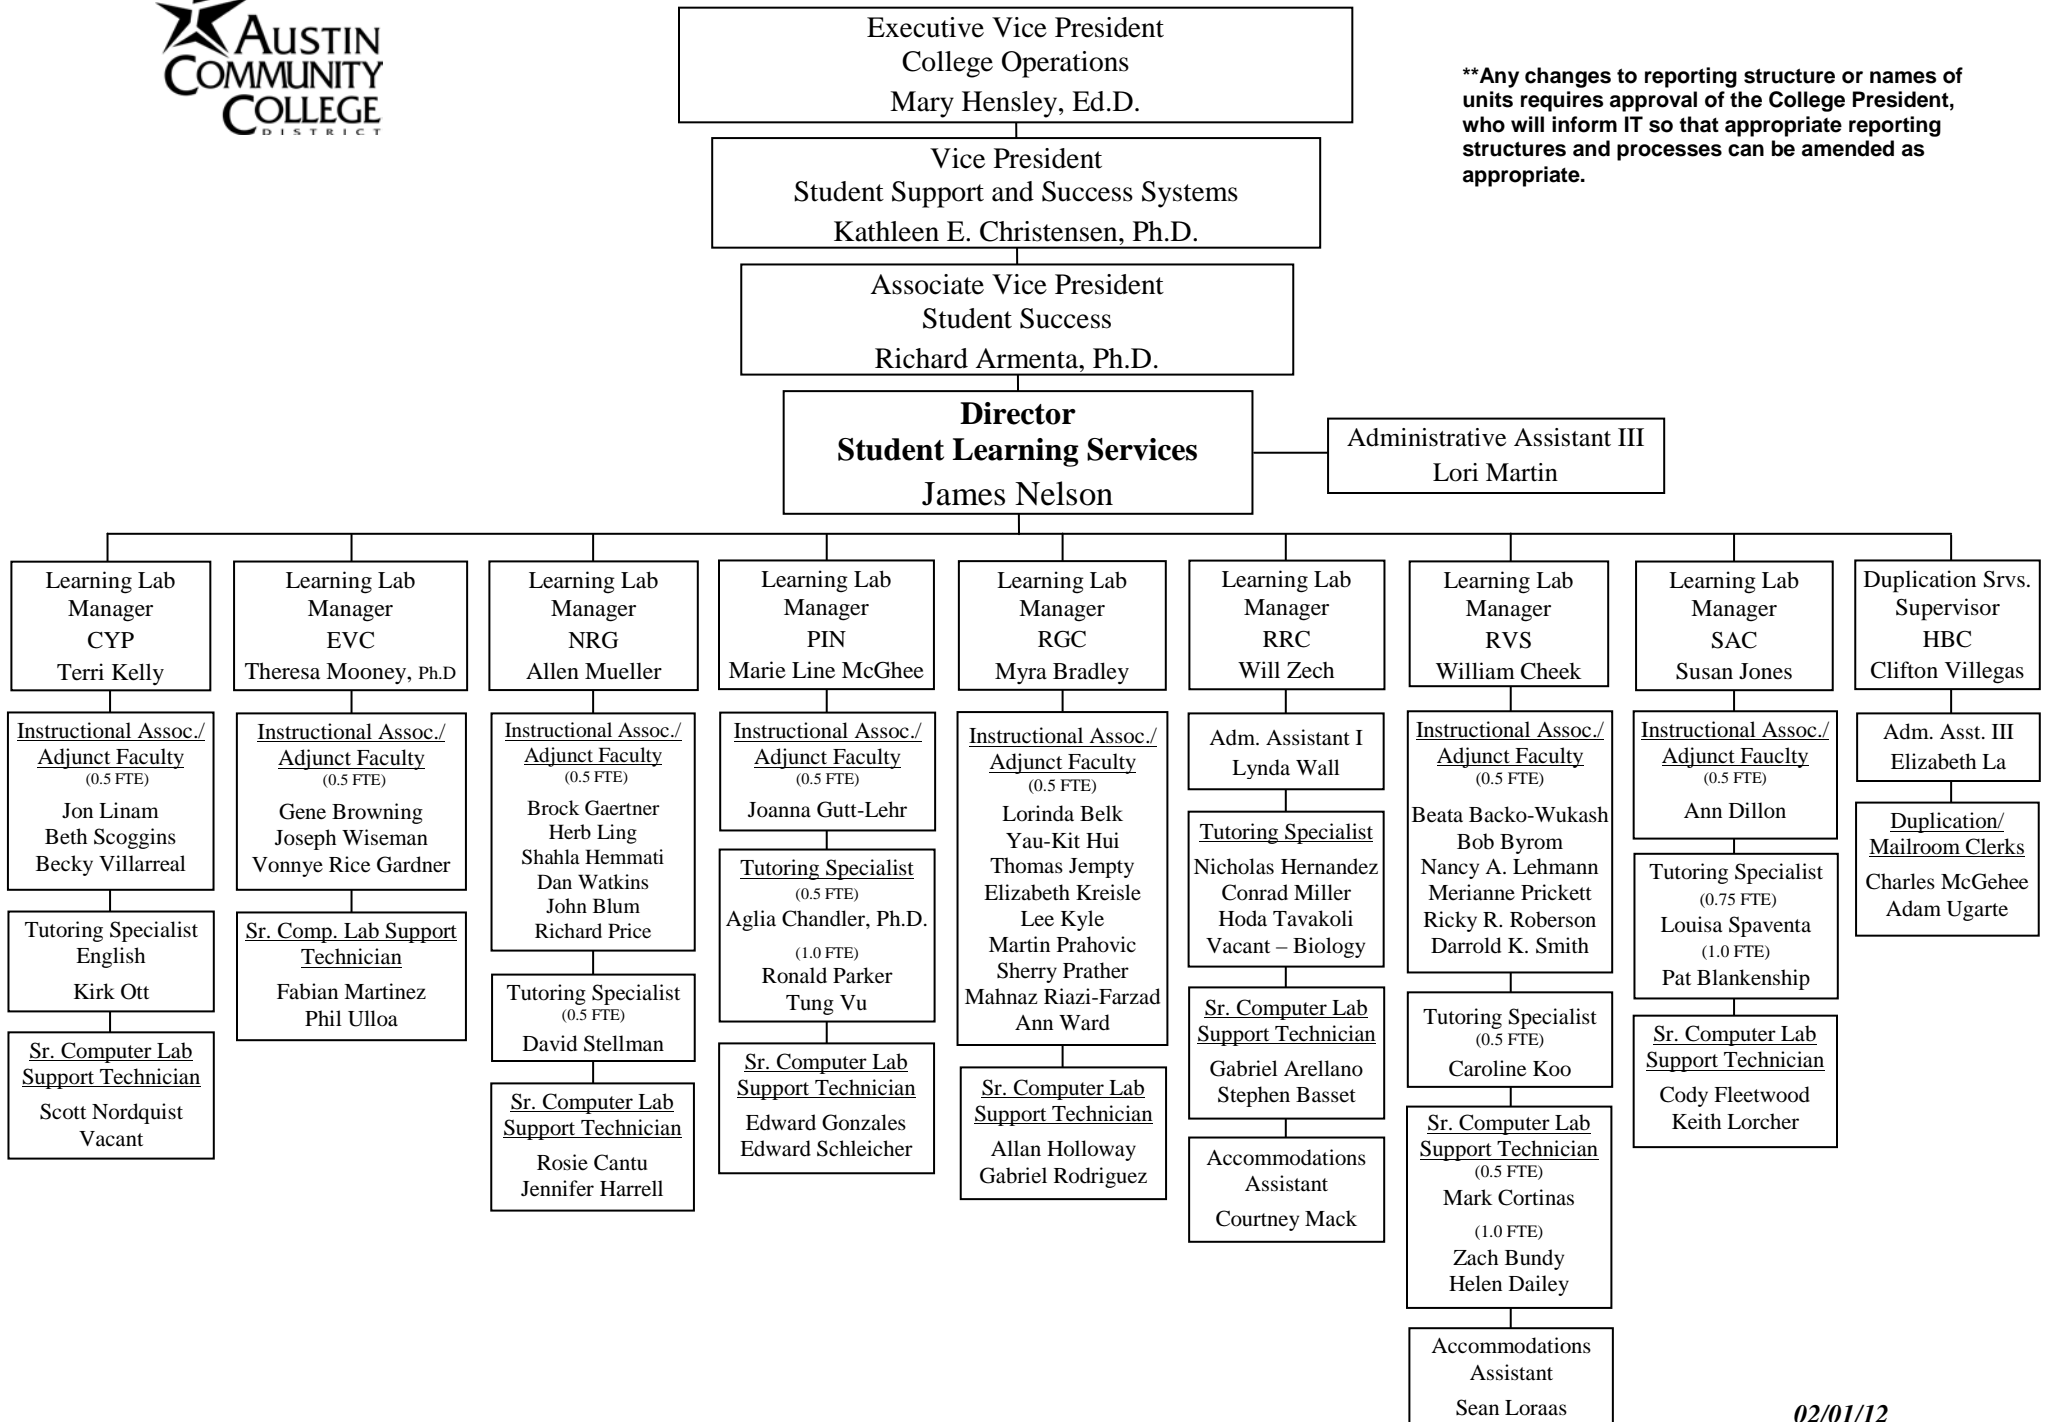 AUSTIN
COMMUNITY
COLLEGE
DISTRICT
Executive Vice President
College Operations
Mary Hensley, Ed.D.
**Any changes to reporting structure or names of
units requires approval of the College President,
who will inform IT so that appropriate reporting
structures and processes can be amended as
appropriate.
Vice President
Student Support and Success Systems
Kathleen E. Christensen, Ph.D.
Associate Vice President
Student Success
Richard Armenta, Ph.D.
Director
Student Learning Services
James Nelson
Administrative Assistant III
Lori Martin
Learning Lab
Manager
CYP
Terri Kelly
Instructional Assoc./
Adjunct Faculty
(0.5 FTE)
Jon Linam
Beth Scoggins
Becky Villarreal
Tutoring Specialist
English
Kirk Ott
Sr. Computer Lab
Support Technician
Scott Nordquist
Vacant
Learning Lab
Manager
EVC
Theresa Mooney, Ph.D
Instructional Assoc./
Adjunct Faculty
(0.5 FTE)
Gene Browning
Joseph Wiseman
Vonnye Rice Gardner
Sr. Comp. Lab Support
Technician
Fabian Martinez
Phil Ulloa
Learning Lab
Manager
NRG
Allen Mueller
Instructional Assoc./
Adjunct Faculty
(0.5 FTE)
Brock Gaertner
Herb Ling
Shahla Hemmati
Dan Watkins
John Blum
Richard Price
Tutoring Specialist
(0.5 FTE)
David Stellman
Sr. Computer Lab
Support Technician
Rosie Cantu
Jennifer Harrell
Learning Lab
Manager
PIN
Marie Line McGhee
Instructional Assoc./
Adjunct Faculty
(0.5 FTE)
Joanna Gutt-Lehr
Tutoring Specialist
(0.5 FTE)
Aglia Chandler, Ph.D.
(1.0 FTE)
Ronald Parker
Tung Vu
Sr. Computer Lab
Support Technician
Edward Gonzales
Edward Schleicher
Learning Lab
Manager
RGC
Myra Bradley
Instructional Assoc./
Adjunct Faculty
(0.5 FTE)
Lorinda Belk
Yau-Kit Hui
Thomas Jempty
Elizabeth Kreisle
Lee Kyle
Martin Prahovic
Sherry Prather
Mahnaz Riazi-Farzad
Ann Ward
Sr. Computer Lab
Support Technician
Allan Holloway
Gabriel Rodriguez
Learning Lab
Manager
RRC
Will Zech
Adm. Assistant I
Lynda Wall
Tutoring Specialist
Nicholas Hernandez
Conrad Miller
Hoda Tavakoli
Vacant – Biology
Sr. Computer Lab
Support Technician
Gabriel Arellano
Stephen Basset
Accommodations
Assistant
Courtney Mack
Learning Lab
Manager
RVS
William Cheek
Instructional Assoc./
Adjunct Faculty
(0.5 FTE)
Beata Backo-Wukash
Bob Byrom
Nancy A. Lehmann
Merianne Prickett
Ricky R. Roberson
Darrold K. Smith
Tutoring Specialist
(0.5 FTE)
Caroline Koo
Sr. Computer Lab
Support Technician
(0.5 FTE)
Mark Cortinas
(1.0 FTE)
Zach Bundy
Helen Dailey
Accommodations
Assistant
Sean Loraas
Learning Lab
Manager
SAC
Susan Jones
Instructional Assoc./
Adjunct Fauclty
(0.5 FTE)
Ann Dillon
Tutoring Specialist
(0.75 FTE)
Louisa Spaventa
(1.0 FTE)
Pat Blankenship
Sr. Computer Lab
Support Technician
Cody Fleetwood
Keith Lorcher
Duplication Srvs.
Supervisor
HBC
Clifton Villegas
Adm. Asst. III
Elizabeth La
Duplication/
Mailroom Clerks
Charles McGehee
Adam Ugarte
02/01/12